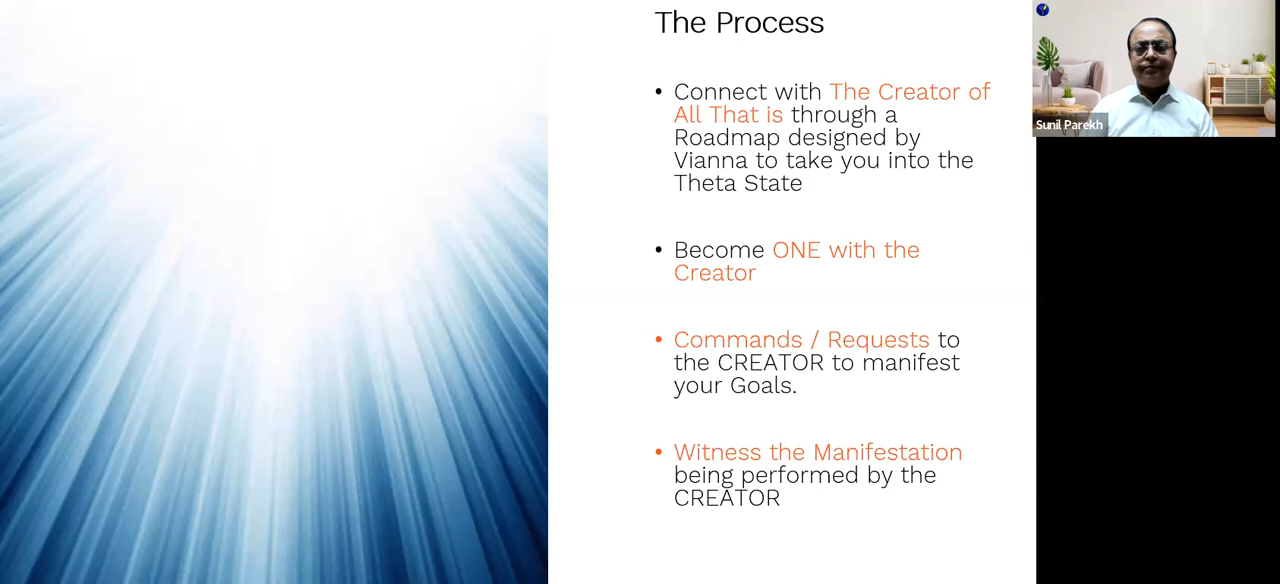 The Process
• Connect with The Creator of
All That is through a
Roadmap designed by
Vianna to take you into the
Theta State
• Become ONE with the
Creator
• Commands / Requests to
the CREATOR to manifest
your Goals.
• Witness the Manifestation
being performed by the
CREATOR
Sunil Parekh